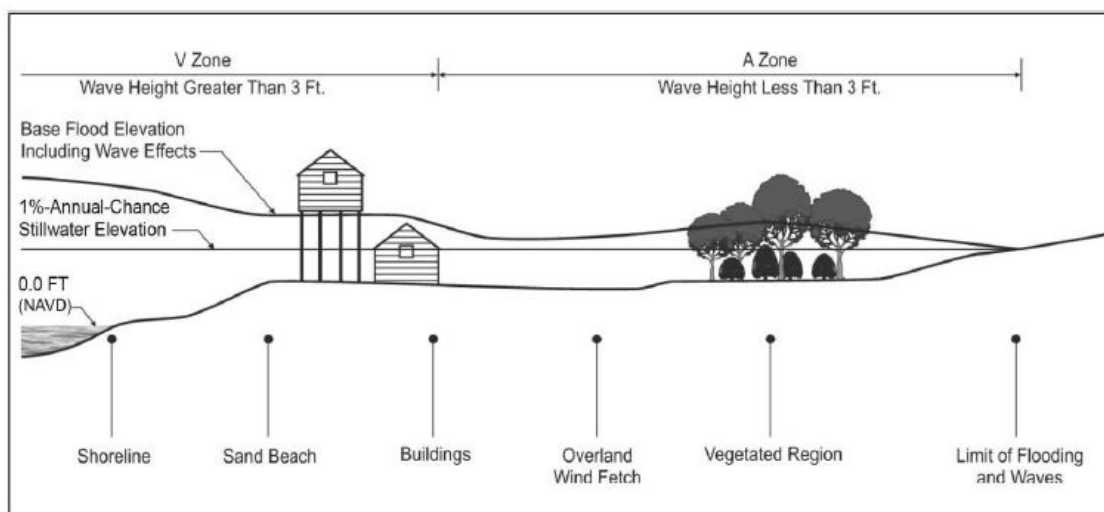 V Zone
Wave Height Greater Than 3 Ft.
A Zone
Wave Height Less Than 3 Ft.
Base Flood Elevation
Including Wave Effects
1%-Annual-Chance
Stillwater Elevation
0.0 FT
(NAVD)
Shoreline
Sand Beach
Buildings
Overland
Wind Fetch
Vegetated Region
Limit of Flooding
and Waves